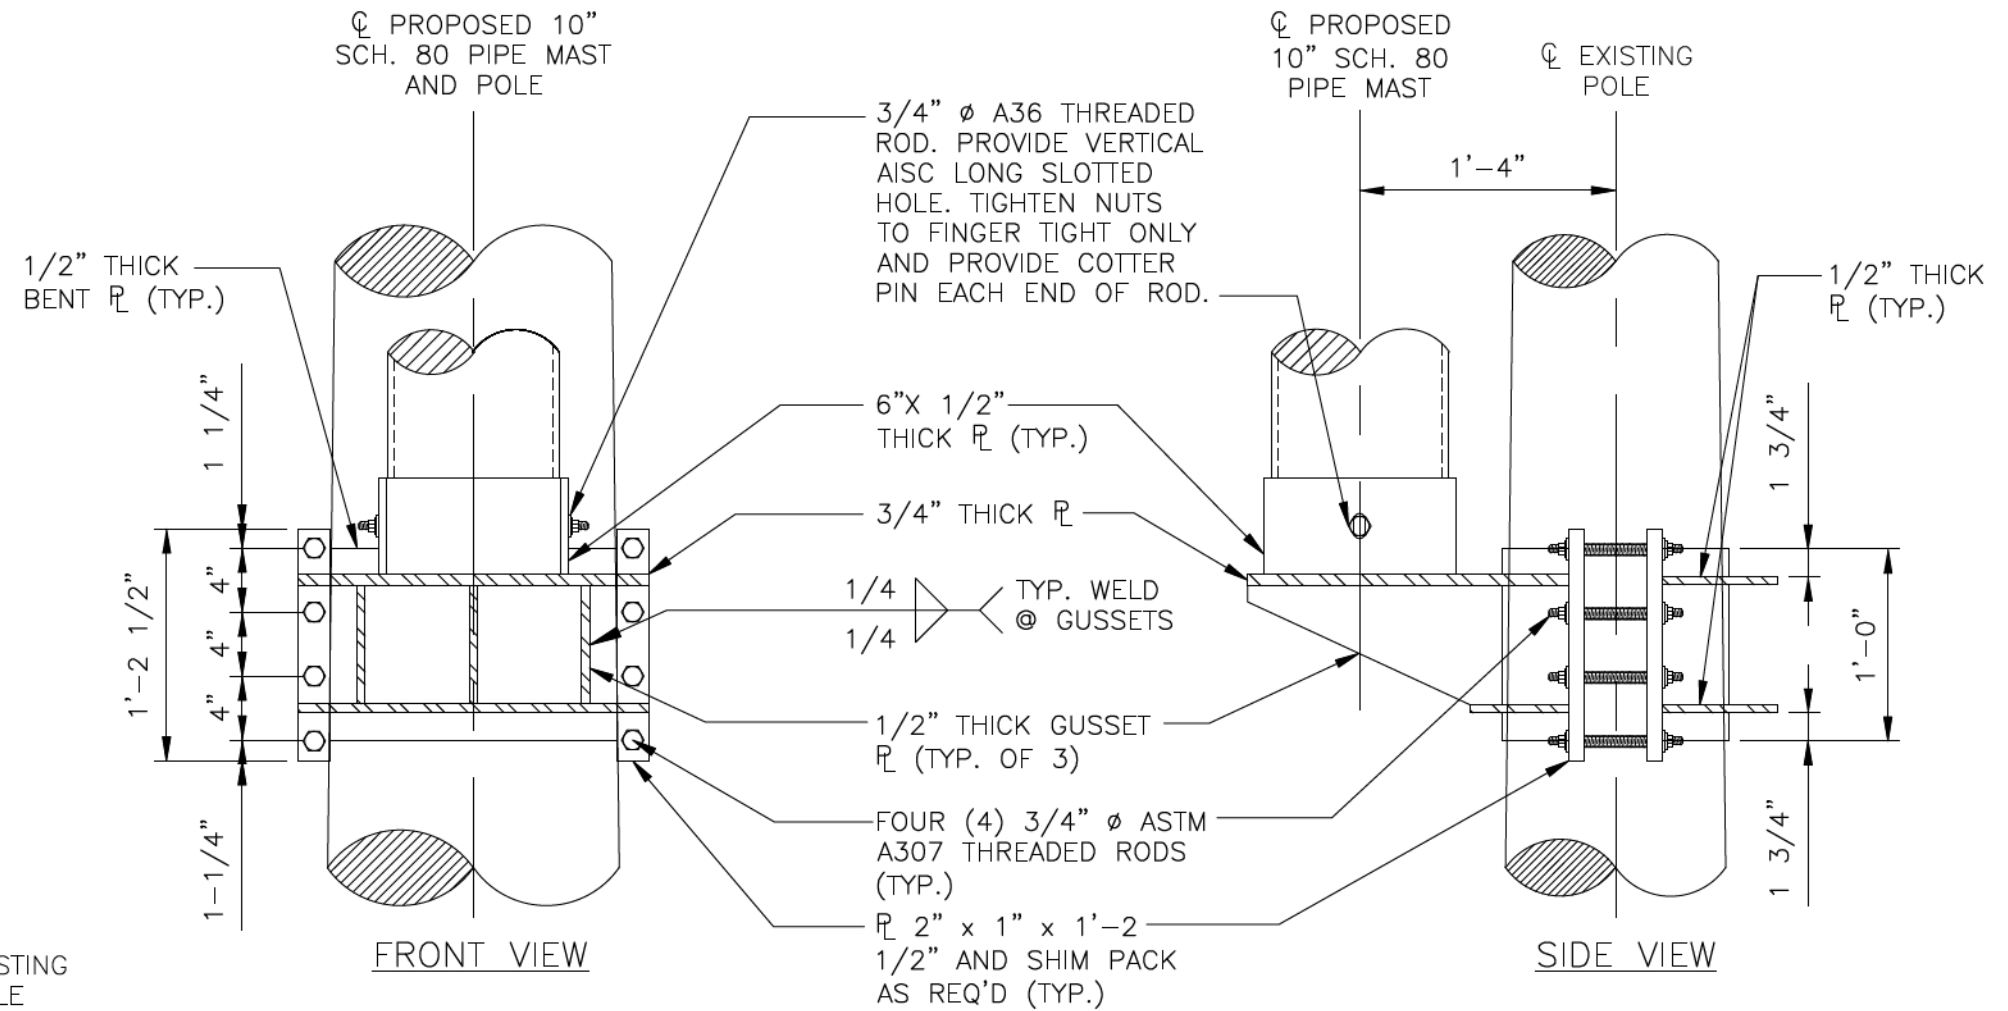 ℄ PROPOSED 10"
SCH. 80 PIPE MAST
AND POLE
℄ PROPOSED
10" SCH. 80
PIPE MAST
℄ EXISTING
POLE
3/4" ø A36 THREADED
ROD. PROVIDE VERTICAL
AISC LONG SLOTTED
HOLE. TIGHTEN NUTS
TO FINGER TIGHT ONLY
AND PROVIDE COTTER
PIN EACH END OF ROD.
1'-4"
1/2" THICK
BENT ⅊ (TYP.)
1/2" THICK
⅊ (TYP.)
1 1/4"
4"
4"
4"
1'-2 1/2"
1-1/4"
6"X 1/2"
THICK ⅊ (TYP.)
3/4" THICK ⅊
1/4
1/4
TYP. WELD
@ GUSSETS
1/2" THICK GUSSET
⅊ (TYP. OF 3)
FOUR (4) 3/4" ø ASTM
A307 THREADED RODS
(TYP.)
⅊ 2" x 1" x 1'-2
1/2" AND SHIM PACK
AS REQ'D (TYP.)
1 3/4"
1'-0"
1 3/4"
FRONT VIEW
SIDE VIEW
STING
LE